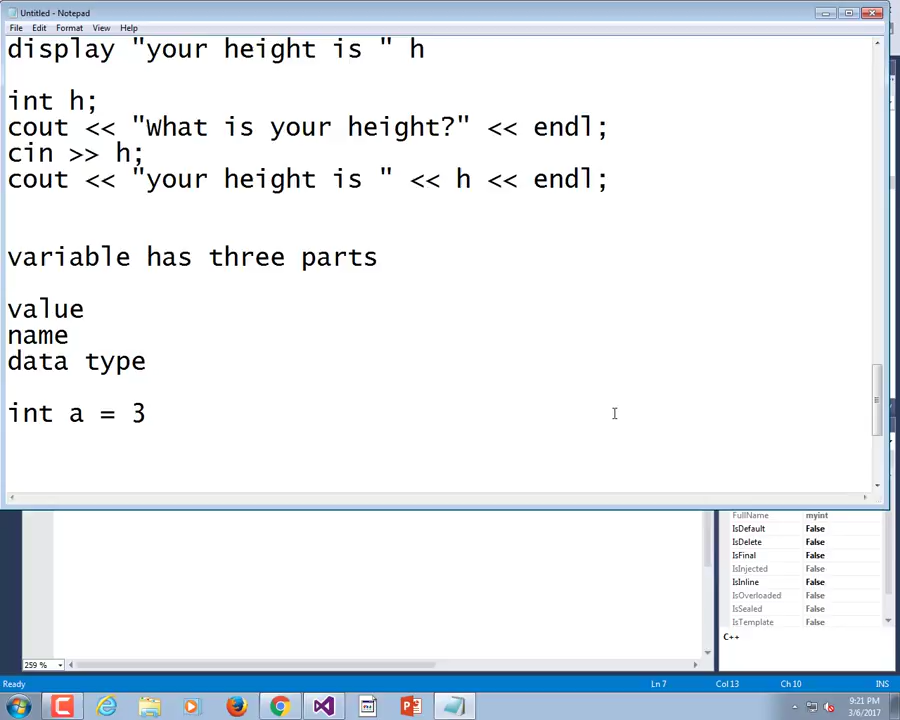 Untitled - Notepad
File Edit Format View Help
display "your height is " h
int h;
cout << "What is your height?" << endl;
cin >> h;
cout << "your height is " << h << endl;
variable has three parts
value
name
data type
int a = 3
FullName myint
IsDefault False
IsDelete False
IsFinal False
IsInjected False
IsInline False
IsOverloaded False
IsSealed False
IsTemplate False
C++
259 %
Ready Ln 7 Col 13 Ch 10 INS
9:21 PM
3/6/2017